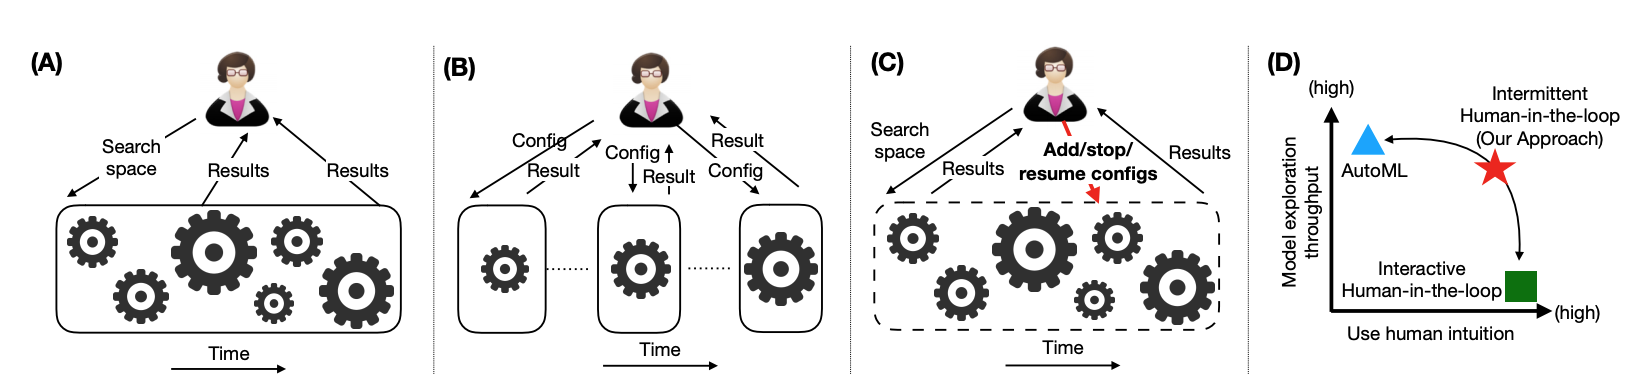 (A)
Search
space
Results
Results
Time
(B)
Config
Result
Config
Result
Result
Config
Time
(C)
Search
space
Results
Add/stop/
resume configs
Results
Time
(D)
(high)
Model exploration
throughput
Intermittent
Human-in-the-loop
(Our Approach)
AutoML
Interactive
Human-in-the-loop
(high)
Use human intuition